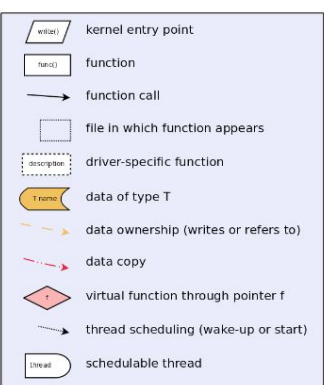 write() kernel entry point
func() function
function call
file in which function appears
description driver-specific function
T name data of type T
data ownership (writes or refers to)
data copy
f virtual function through pointer f
thread scheduling (wake-up or start)
thread schedulable thread